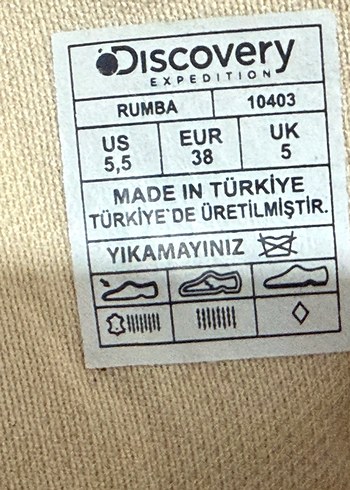 Discovery
EXPEDITION
RUMBA 10403
US EUR UK
5,5 38 5
MADE IN TÜRKİYE
TÜRKİYE'DE ÜRETİLMİŞTİR.
YIKAMAYINIZ